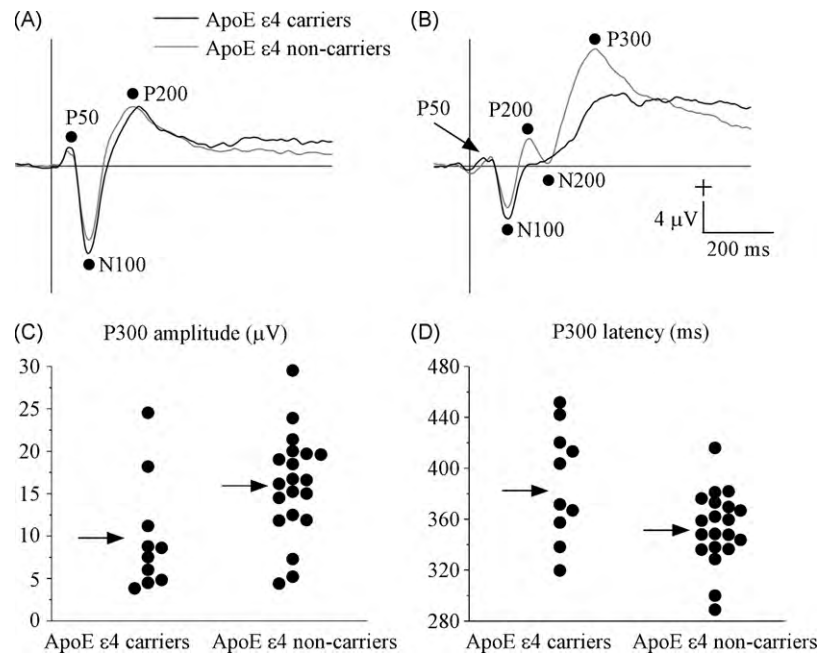 (A)
ApoE ε4 carriers
ApoE ε4 non-carriers
P50
P200
N100
(B)
P300
P50
P200
N200
N100
+
4 μV
200 ms
(C)
P300 amplitude (μV)
30
25
20
15
10
5
0
ApoE ε4 carriers
ApoE ε4 non-carriers
(D)
P300 latency (ms)
480
440
400
360
320
280
ApoE ε4 carriers
ApoE ε4 non-carriers